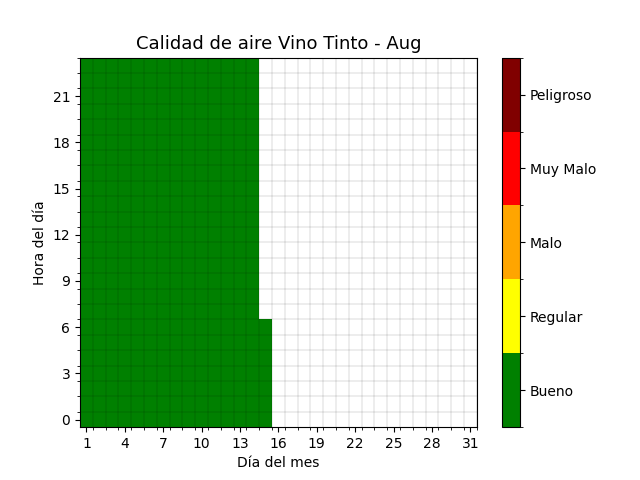 Calidad de aire Vino Tinto - Aug
Hora del día
21
18
15
12
9
6
3
0
1 4 7 10 13 16 19 22 25 28 31
Día del mes
Peligroso
Muy Malo
Malo
Regular
Bueno